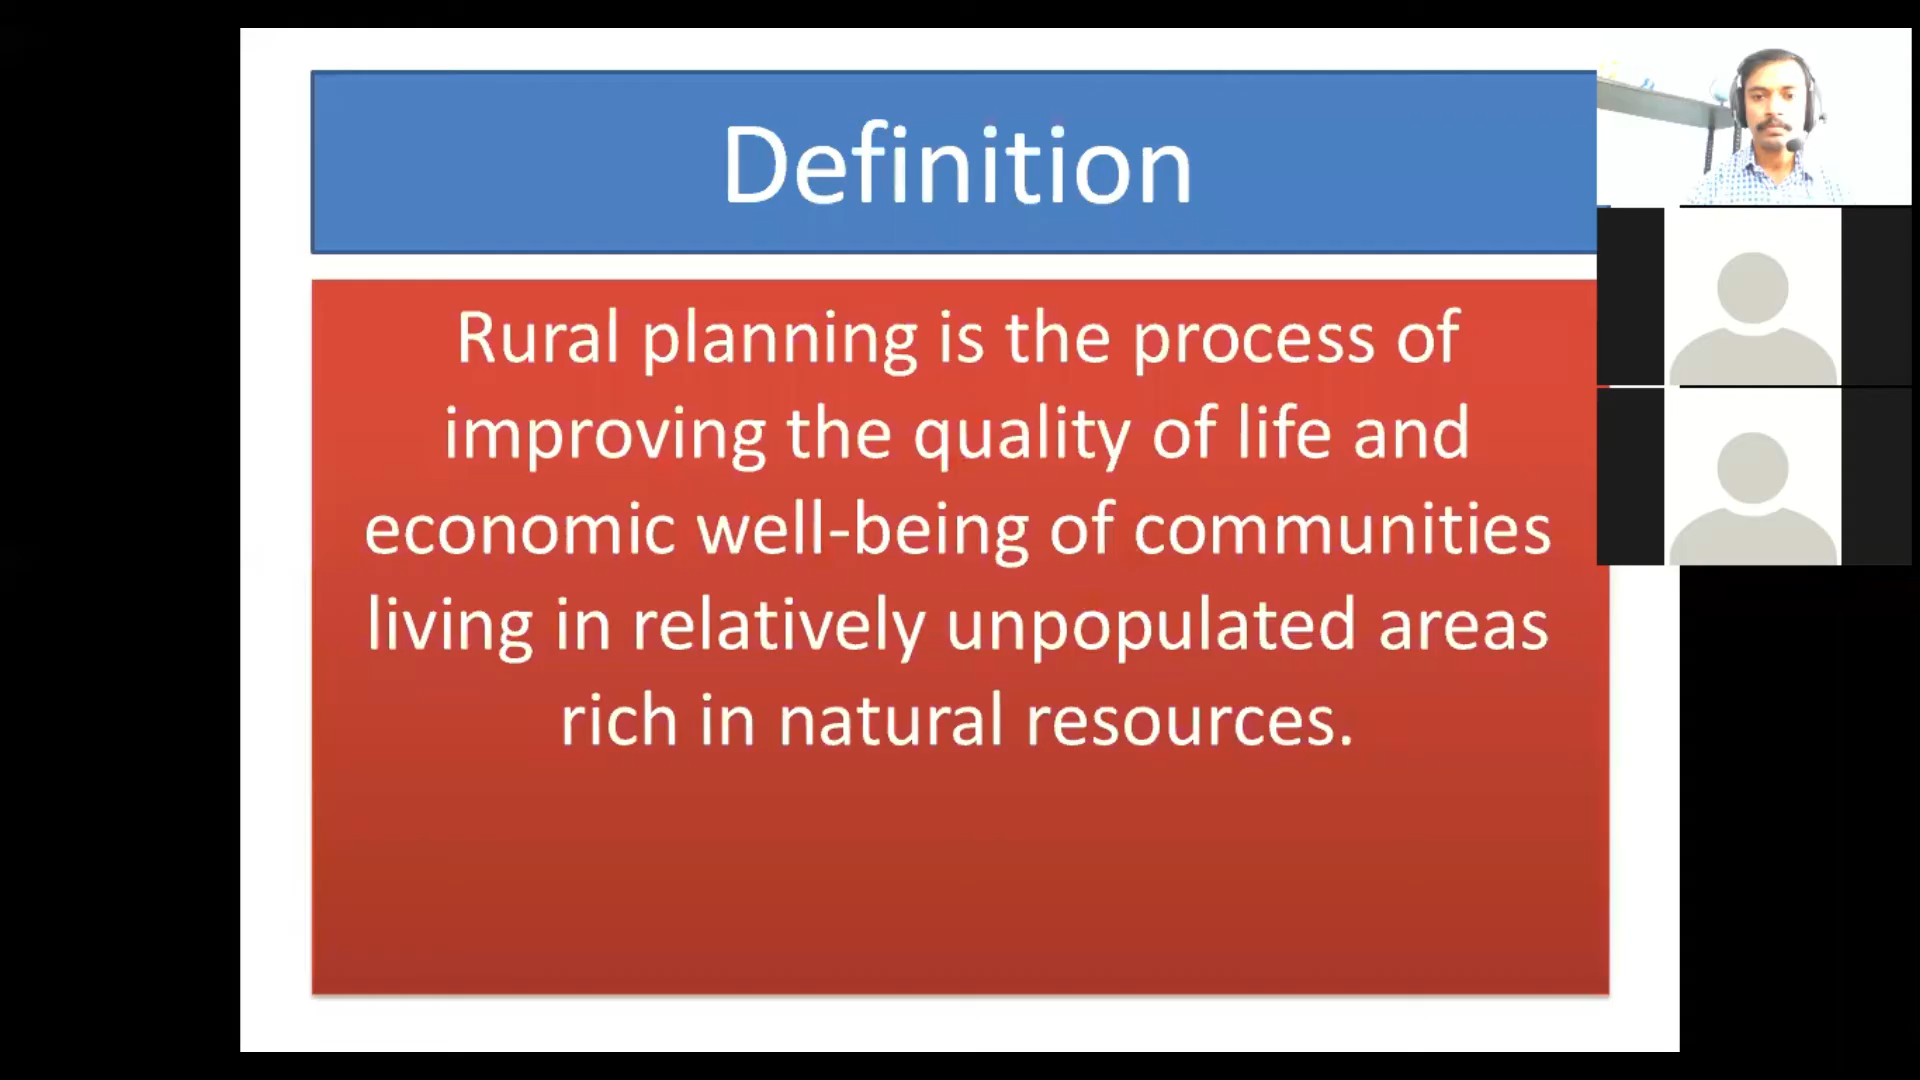 Definition
Rural planning is the process of
improving the quality of life and
economic well-being of communities
living in relatively unpopulated areas
rich in natural resources.